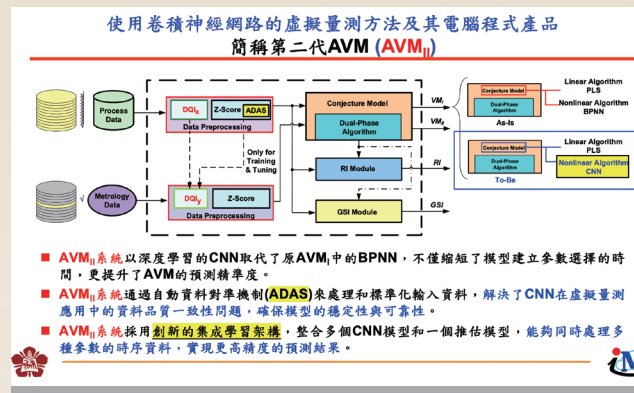 使用卷積神經網路的虛擬量測方法及其電腦程式產品
簡稱第二代AVM (AVMII)
Process
Data
DQIx
Z-Score
ADAS
Data Preprocessing
Only for
Training
& Tuning
Metrology
Data
DQIy
Z-Score
Data Preprocessing
Conjecture Model
Dual-Phase
Algorithm
RI Module
GSI Module
VMI
VMII
RI
GSI
Conjecture Model
Dual-Phase
Algorithm
As-Is
Linear Algorithm
PLS
Nonlinear Algorithm
BPNN
Conjecture Model
Dual-Phase
Algorithm
To-Be
Linear Algorithm
PLS
Nonlinear Algorithm
CNN
■ AVMII系統以深度學習的CNN取代了原AVMI中的BPNN，不僅縮短了模型建立參數選擇的時
間，更提升了AVM的預測精準度。
■ AVMII系統通過自動資料對準機制(ADAS)來處理和標準化輸入資料，解決了CNN在虛擬量測
應用中的資料品質一致性問題，確保模型的穩定性與可靠性。
■ AVMII系統採用創新的集成學習架構，整合多個CNN模型和一個推估模型，能夠同時處理多
種參數的時序資料，實現更高精度的預測結果。